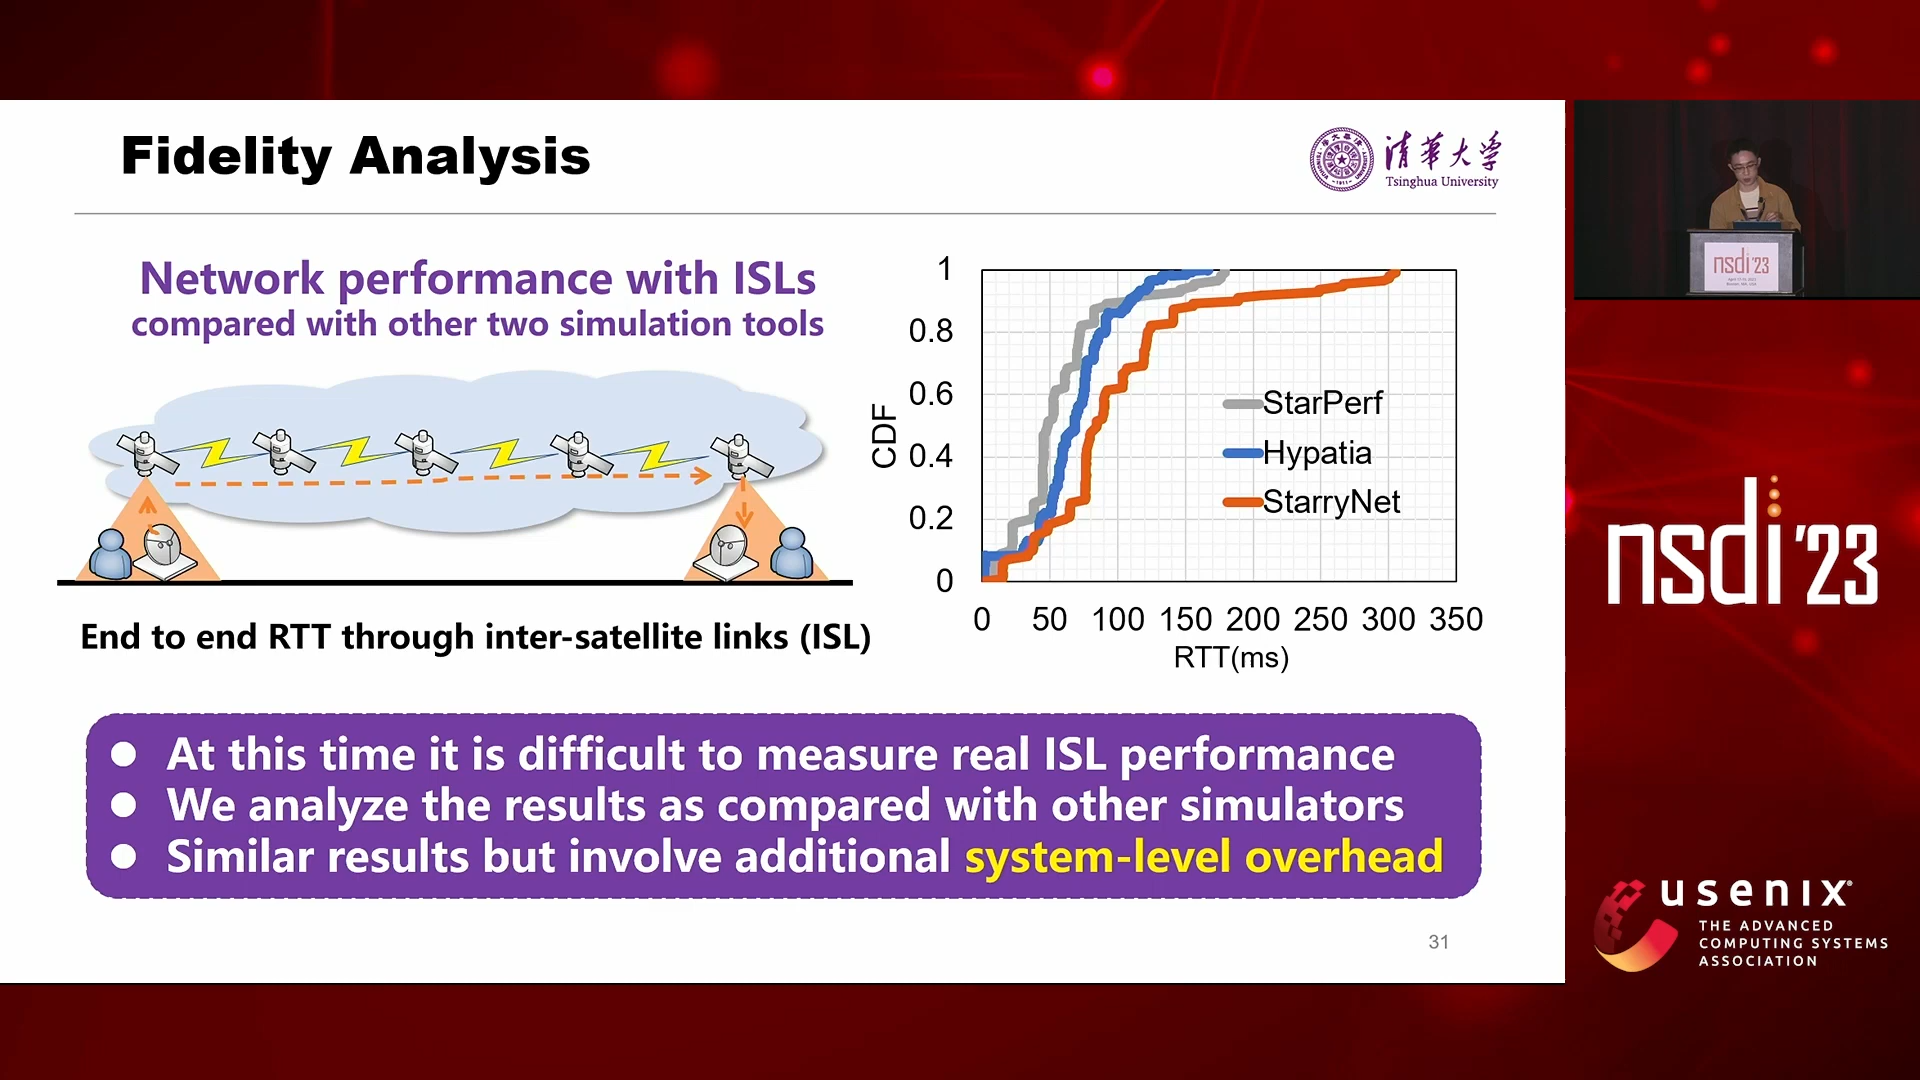 Fidelity Analysis
清华大学
Tsinghua University
Network performance with ISLs
compared with other two simulation tools
End to end RTT through inter-satellite links (ISL)
1
0.8
0.6
0.4
0.2
0
CDF
StarPerf
Hypatia
StarryNet
0 50 100 150 200 250 300 350
RTT(ms)
● At this time it is difficult to measure real ISL performance
● We analyze the results as compared with other simulators
● Similar results but involve additional system-level overhead
31
nsdi'23
nsdi'23
usenix®
THE ADVANCED
COMPUTING SYSTEMS
ASSOCIATION